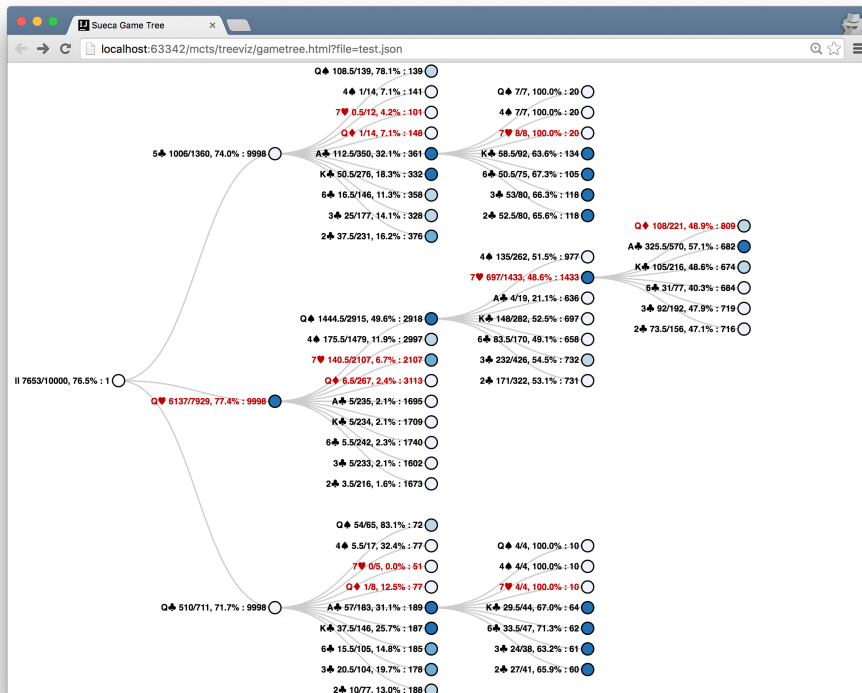 Sueca Game Tree
localhost:63342/mcts/treeviz/gametree.html?file=test.json
Q♠ 108.5/139, 78.1% : 139
4♠ 1/14, 7.1% : 141
7♥ 0.5/12, 4.2% : 101
Q♦ 1/14, 7.1% : 148
A♣ 112.5/350, 32.1% : 361
K♣ 50.5/276, 18.3% : 332
6♣ 16.5/146, 11.3% : 358
3♣ 25/177, 14.1% : 328
2♣ 37.5/231, 16.2% : 376
5♣ 1006/1360, 74.0% : 9998
Q♠ 7/7, 100.0% : 20
4♠ 7/7, 100.0% : 20
7♥ 8/8, 100.0% : 20
K♣ 58.5/92, 63.6% : 134
6♣ 50.5/75, 67.3% : 105
3♣ 53/80, 66.3% : 118
2♣ 52.5/80, 65.6% : 118
Q♦ 108/221, 48.9% : 809
A♣ 325.5/570, 57.1% : 682
K♣ 105/216, 48.6% : 674
6♣ 31/77, 40.3% : 684
3♣ 92/192, 47.9% : 719
2♣ 73.5/156, 47.1% : 716
4♠ 135/262, 51.5% : 977
7♥ 697/1433, 48.6% : 1433
A♣ 4/19, 21.1% : 636
K♣ 148/282, 52.5% : 697
6♣ 83.5/170, 49.1% : 658
3♣ 232/426, 54.5% : 732
2♣ 171/322, 53.1% : 731
Q♠ 1444.5/2915, 49.6% : 2918
4♠ 175.5/1479, 11.9% : 2997
7♥ 140.5/2107, 6.7% : 2107
Q♦ 6.5/267, 2.4% : 3113
A♣ 5/235, 2.1% : 1695
K♣ 5/234, 2.1% : 1709
6♣ 5.5/242, 2.3% : 1740
3♣ 5/233, 2.1% : 1602
2♣ 3.5/216, 1.6% : 1673
II 7653/10000, 76.5% : 1
Q♥ 6137/7929, 77.4% : 9998
Q♠ 54/65, 83.1% : 72
4♠ 5.5/17, 32.4% : 77
7♥ 0/5, 0.0% : 51
Q♦ 1/8, 12.5% : 77
A♣ 57/183, 31.1% : 189
K♣ 37.5/146, 25.7% : 187
6♣ 15.5/105, 14.8% : 185
3♣ 20.5/104, 19.7% : 178
2♣ 10/77, 13.0% : 188
Q♣ 510/711, 71.7% : 9998
Q♠ 4/4, 100.0% : 10
4♠ 4/4, 100.0% : 10
7♥ 4/4, 100.0% : 10
K♣ 29.5/44, 67.0% : 64
6♣ 33.5/47, 71.3% : 62
3♣ 24/38, 63.2% : 61
2♣ 27/41, 65.9% : 60